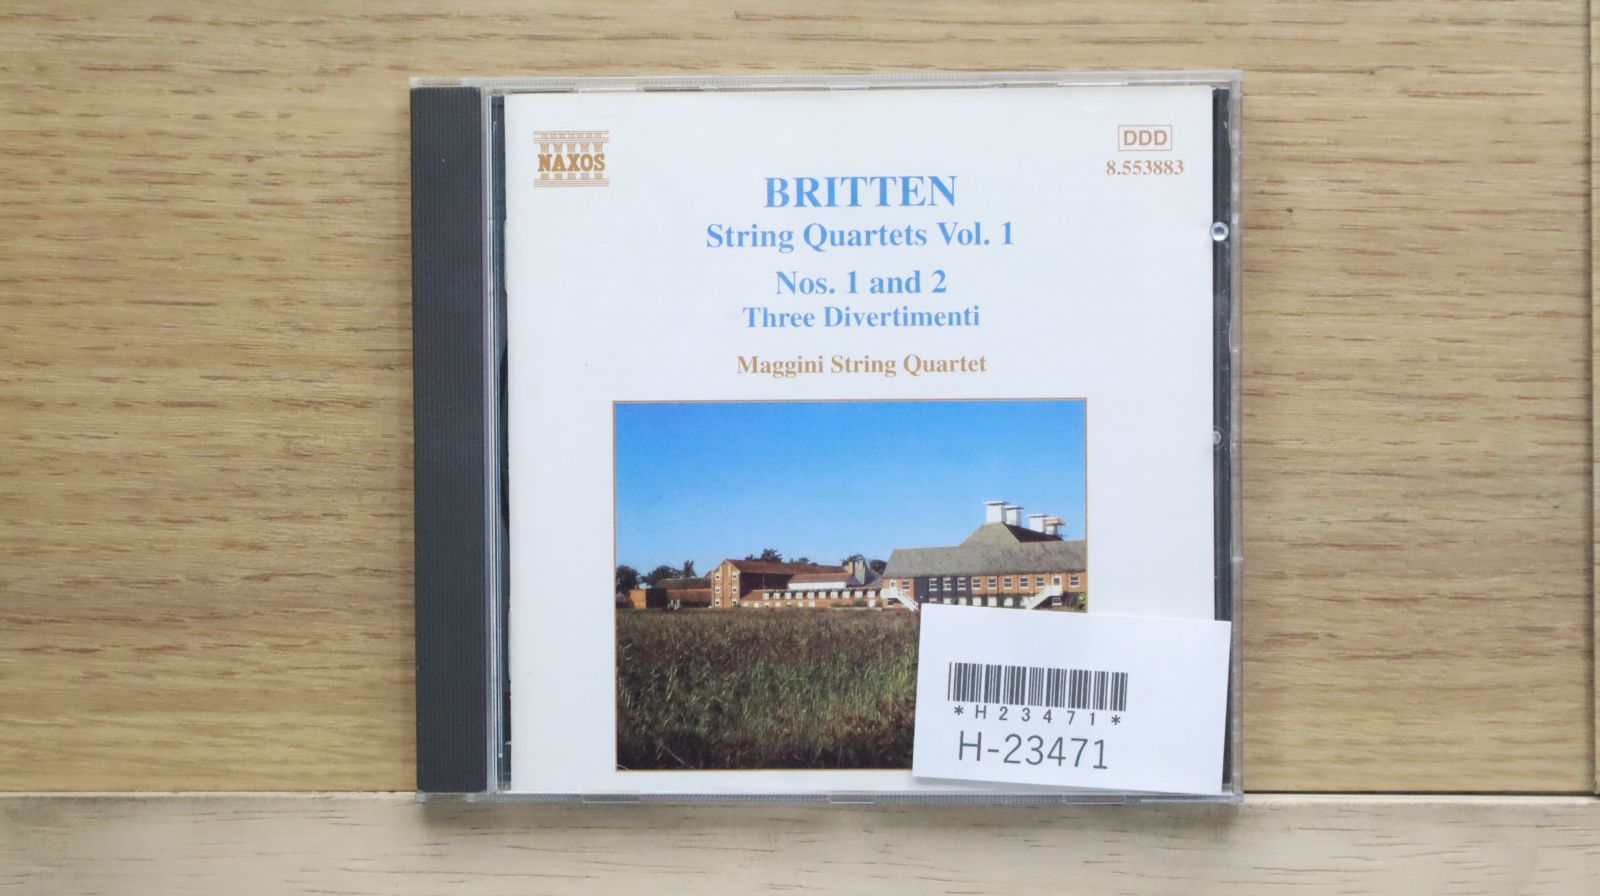 NAXOS
DDD
8.553883
BRITTEN
String Quartets Vol. 1
Nos. 1 and 2
Three Divertimenti
Maggini String Quartet
*H23471*
H-23471